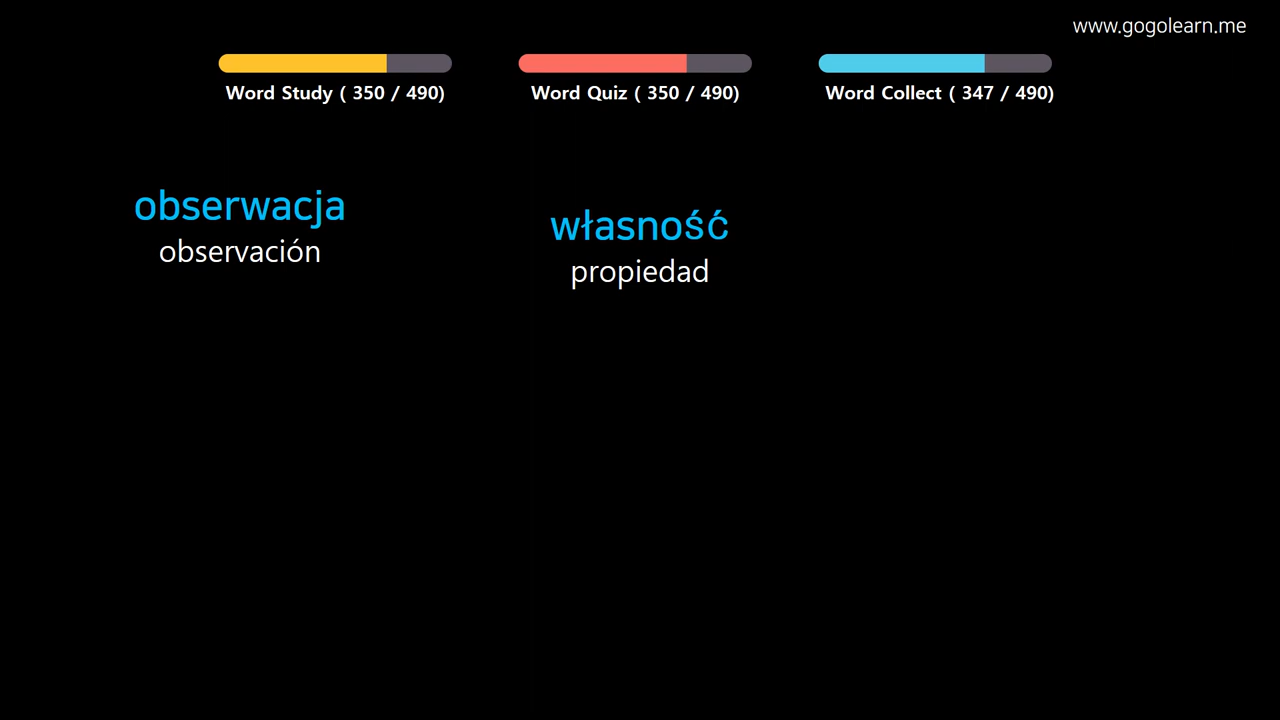 www.gogolearn.me
Word Study ( 350 / 490)
Word Quiz ( 350 / 490)
Word Collect ( 347 / 490)
obserwacja
observación
własność
propiedad